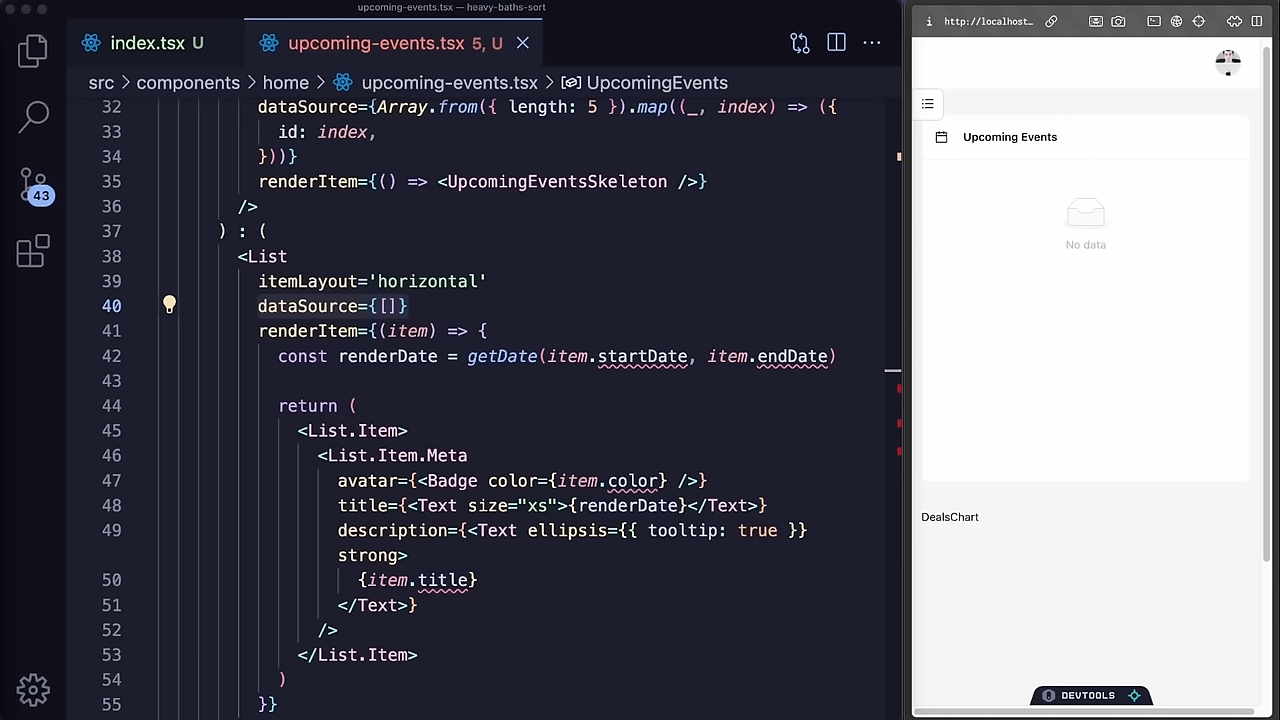 upcoming-events.tsx — heavy-baths-sort
index.tsx U
upcoming-events.tsx 5, U
src > components > home > upcoming-events.tsx > UpcomingEvents
32 dataSource={Array.from({ length: 5 }).map((_, index) => ({
33 id: index,
34 }))}
35 renderItem={() => <UpcomingEventsSkeleton />}
36 />
37 ) : (
38 <List
39 itemLayout='horizontal'
40 dataSource={[]}
41 renderItem={(item) => {
42 const renderDate = getDate(item.startDate, item.endDate)
43
44 return (
45 <List.Item>
46 <List.Item.Meta
47 avatar={<Badge color={item.color} />}
48 title={<Text size="xs">{renderDate}</Text>}
49 description={<Text ellipsis={{ tooltip: true }}
strong>
50 {item.title}
51 </Text>}
52 />
53 </List.Item>
54 )
55 }}
43
http://localhost…
Upcoming Events
No data
DealsChart
DEVTOOLS